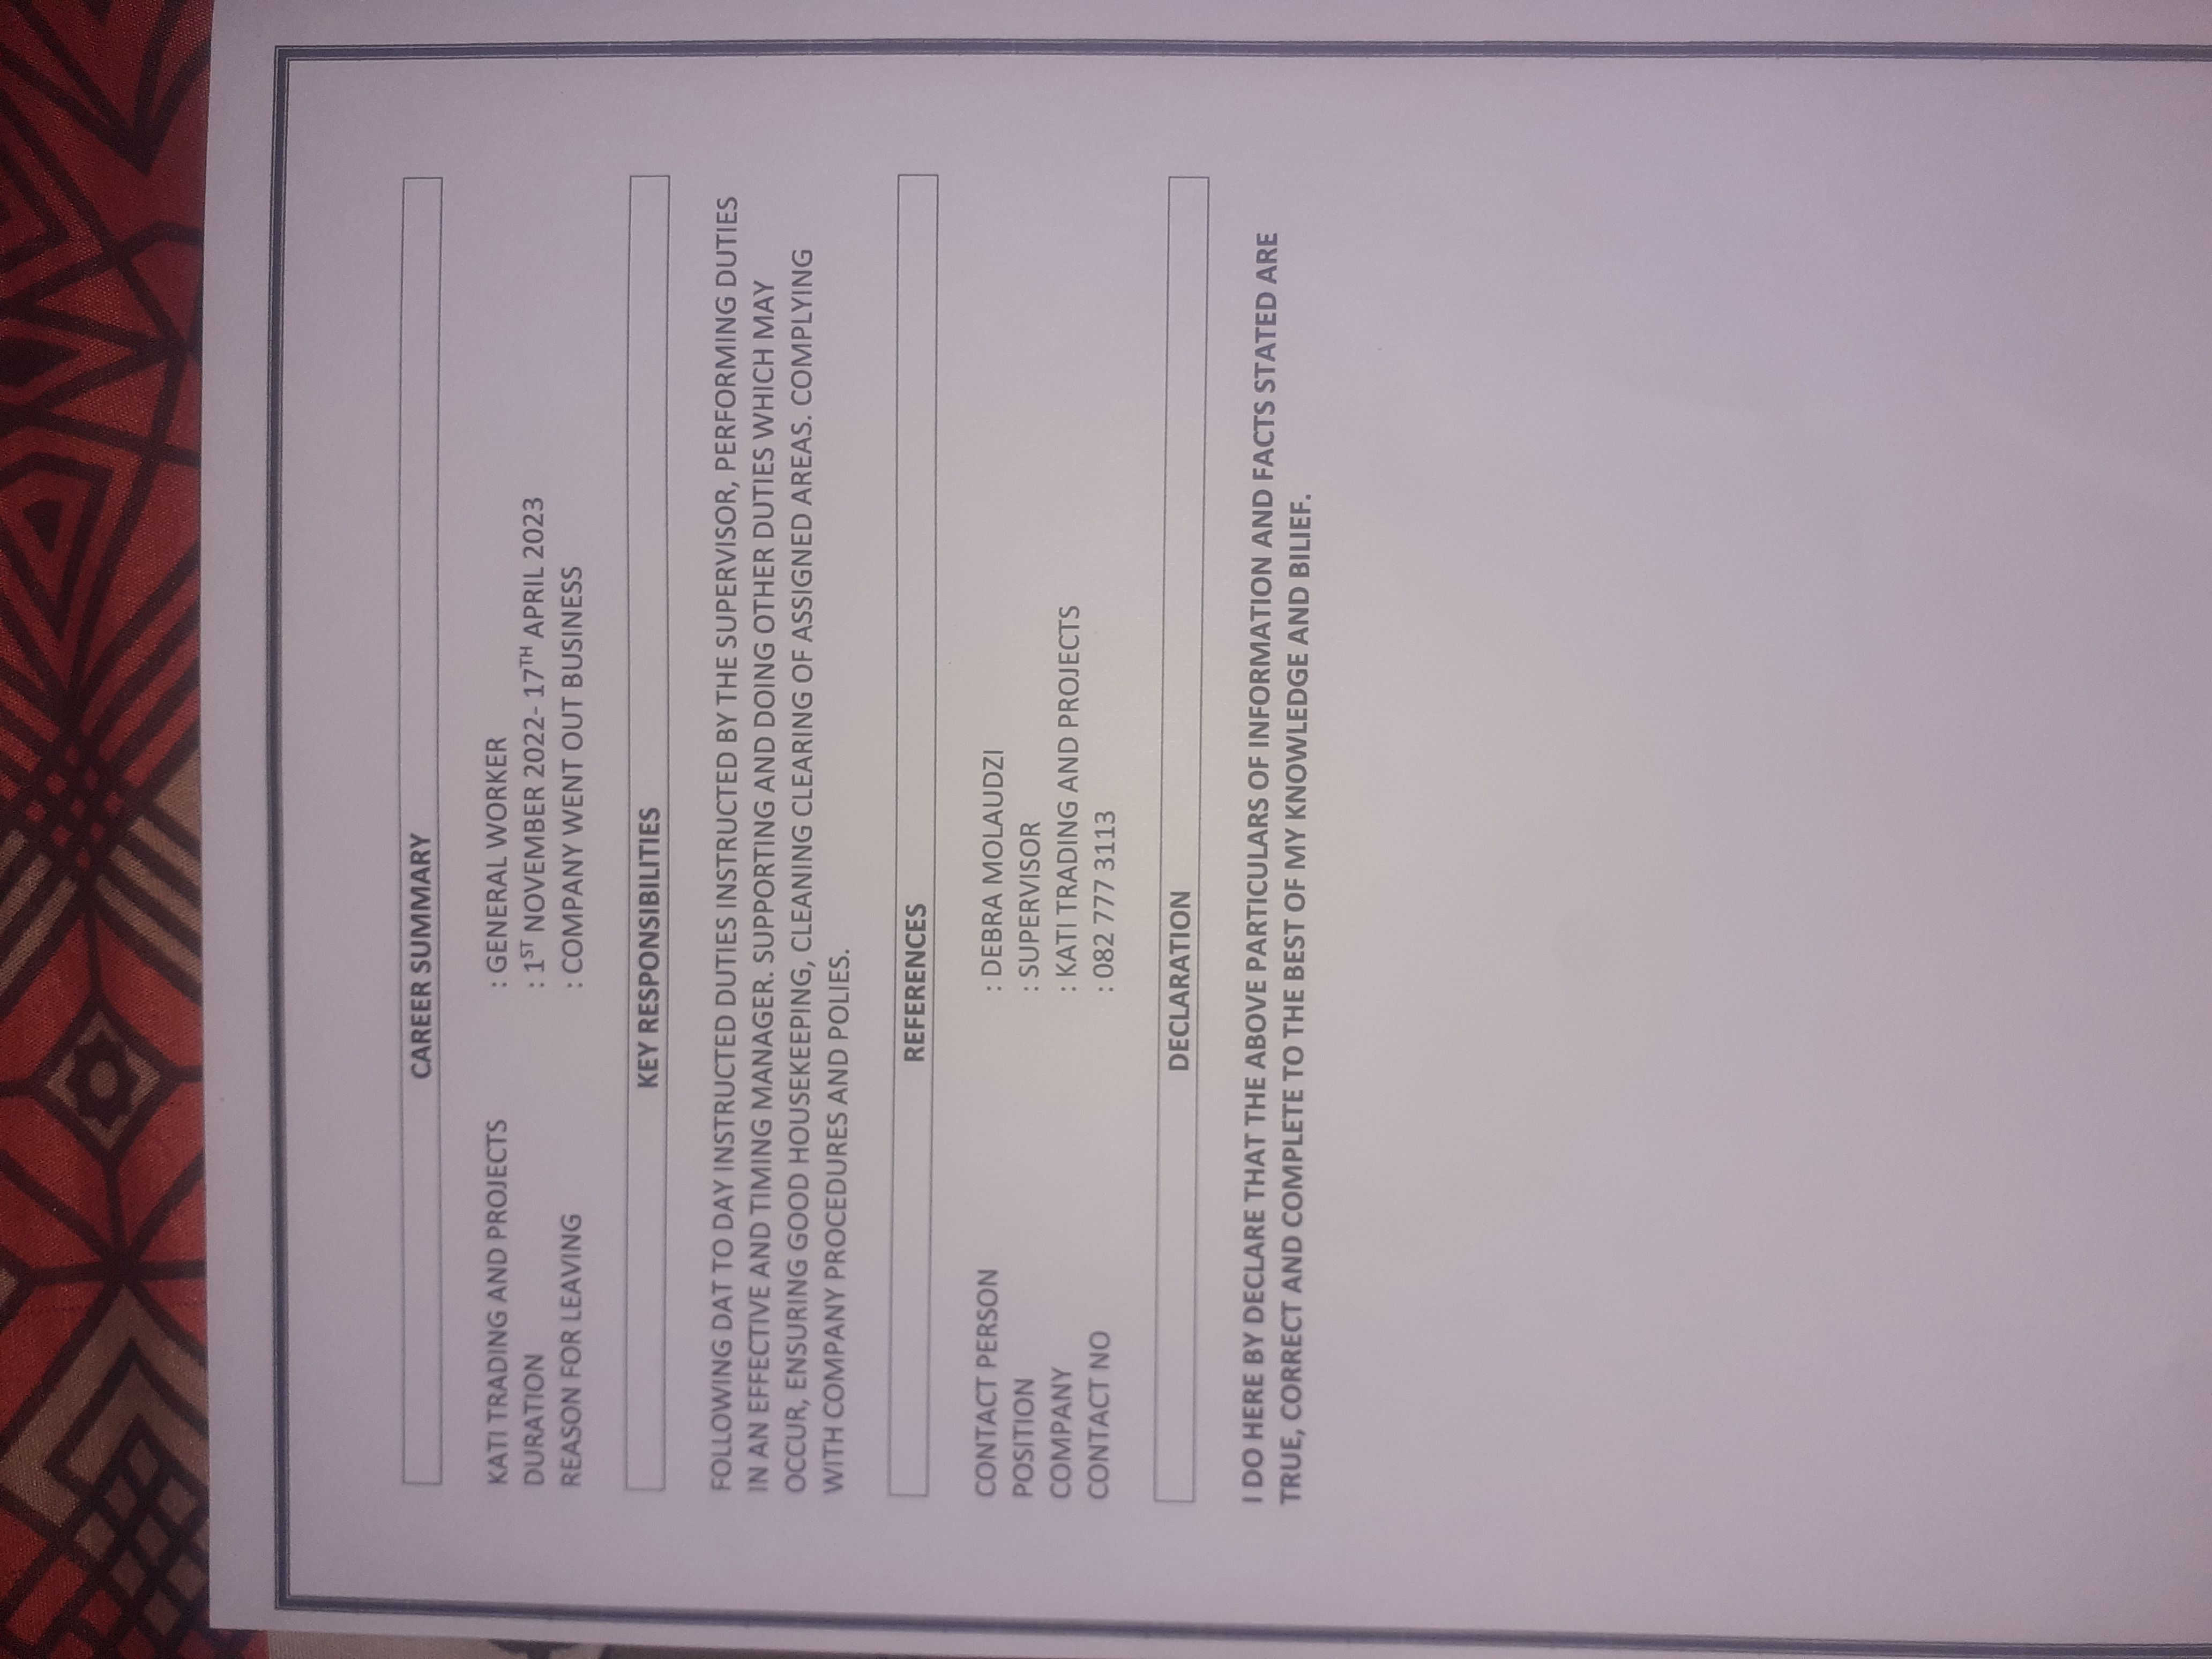 CAREER SUMMARY
KATI TRADING AND PROJECTS : GENERAL WORKER
DURATION : 1ST NOVEMBER 2022- 17TH APRIL 2023
REASON FOR LEAVING : COMPANY WENT OUT BUSINESS
KEY RESPONSIBILITIES
FOLLOWING DAT TO DAY INSTRUCTED DUTIES INSTRUCTED BY THE SUPERVISOR, PERFORMING DUTIES
IN AN EFFECTIVE AND TIMING MANAGER. SUPPORTING AND DOING OTHER DUTIES WHICH MAY
OCCUR, ENSURING GOOD HOUSEKEEPING, CLEANING CLEARING OF ASSIGNED AREAS. COMPLYING
WITH COMPANY PROCEDURES AND POLIES.
REFERENCES
CONTACT PERSON : DEBRA MOLAUDZI
POSITION : SUPERVISOR
COMPANY : KATI TRADING AND PROJECTS
CONTACT NO : 082 777 3113
DECLARATION
I DO HERE BY DECLARE THAT THE ABOVE PARTICULARS OF INFORMATION AND FACTS STATED ARE
TRUE, CORRECT AND COMPLETE TO THE BEST OF MY KNOWLEDGE AND BILIEF.